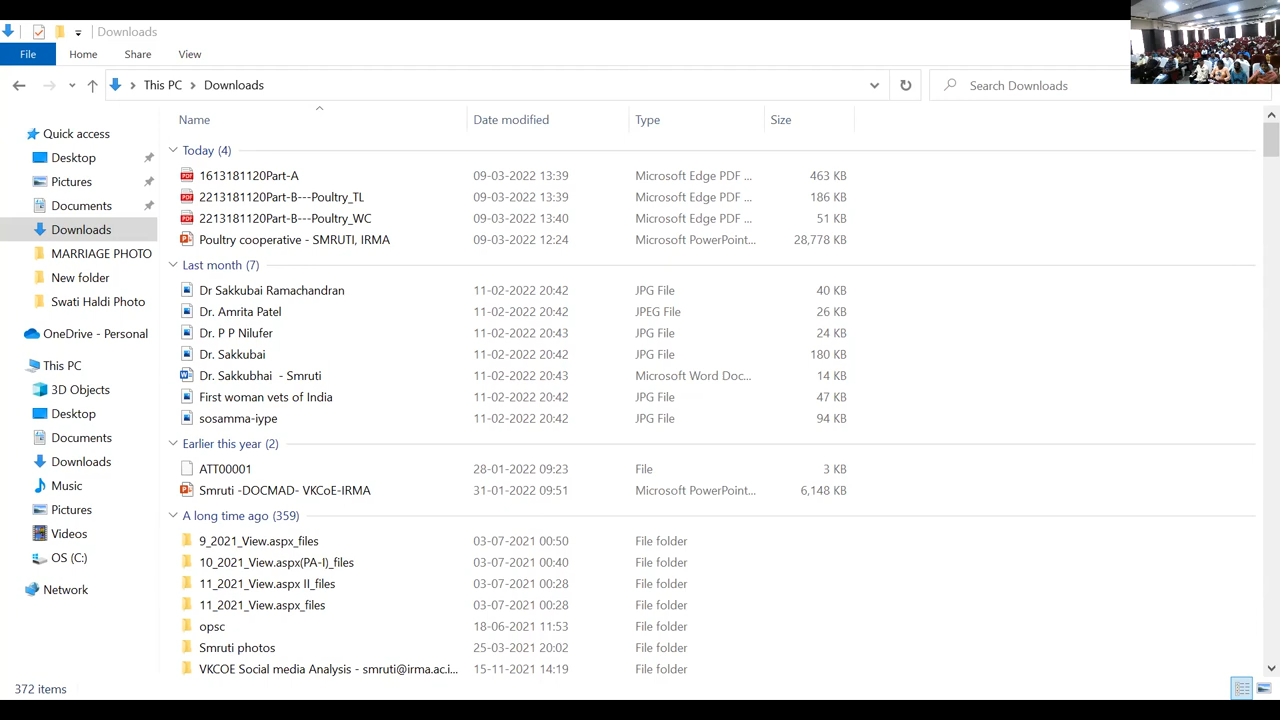 Downloads
File Home Share View
This PC Downloads Search Downloads
Name Date modified Type Size
Quick access
Desktop
Pictures
Documents
Downloads
MARRIAGE PHOTO
New folder
Swati Haldi Photo
OneDrive - Personal
This PC
3D Objects
Desktop
Documents
Downloads
Music
Pictures
Videos
OS (C:)
Network
Today (4)
1613181120Part-A 09-03-2022 13:39 Microsoft Edge PDF ... 463 KB
2213181120Part-B---Poultry_TL 09-03-2022 13:39 Microsoft Edge PDF ... 186 KB
2213181120Part-B---Poultry_WC 09-03-2022 13:40 Microsoft Edge PDF ... 51 KB
Poultry cooperative - SMRUTI, IRMA 09-03-2022 12:24 Microsoft PowerPoint... 28,778 KB
Last month (7)
Dr Sakkubai Ramachandran 11-02-2022 20:42 JPG File 40 KB
Dr. Amrita Patel 11-02-2022 20:42 JPEG File 26 KB
Dr. P P Nilufer 11-02-2022 20:43 JPG File 24 KB
Dr. Sakkubai 11-02-2022 20:42 JPG File 180 KB
Dr. Sakkubhai - Smruti 11-02-2022 20:43 Microsoft Word Doc... 14 KB
First woman vets of India 11-02-2022 20:42 JPG File 47 KB
sosamma-iype 11-02-2022 20:42 JPG File 94 KB
Earlier this year (2)
ATT00001 28-01-2022 09:23 File 3 KB
Smruti -DOCMAD- VKCoE-IRMA 31-01-2022 09:51 Microsoft PowerPoint... 6,148 KB
A long time ago (359)
9_2021_View.aspx_files 03-07-2021 00:50 File folder
10_2021_View.aspx(PA-I)_files 03-07-2021 00:40 File folder
11_2021_View.aspx II_files 03-07-2021 00:28 File folder
11_2021_View.aspx_files 03-07-2021 00:28 File folder
opsc 18-06-2021 11:53 File folder
Smruti photos 25-03-2021 20:02 File folder
VKCOE Social media Analysis - smruti@irma.ac.i... 15-11-2021 14:19 File folder
372 items